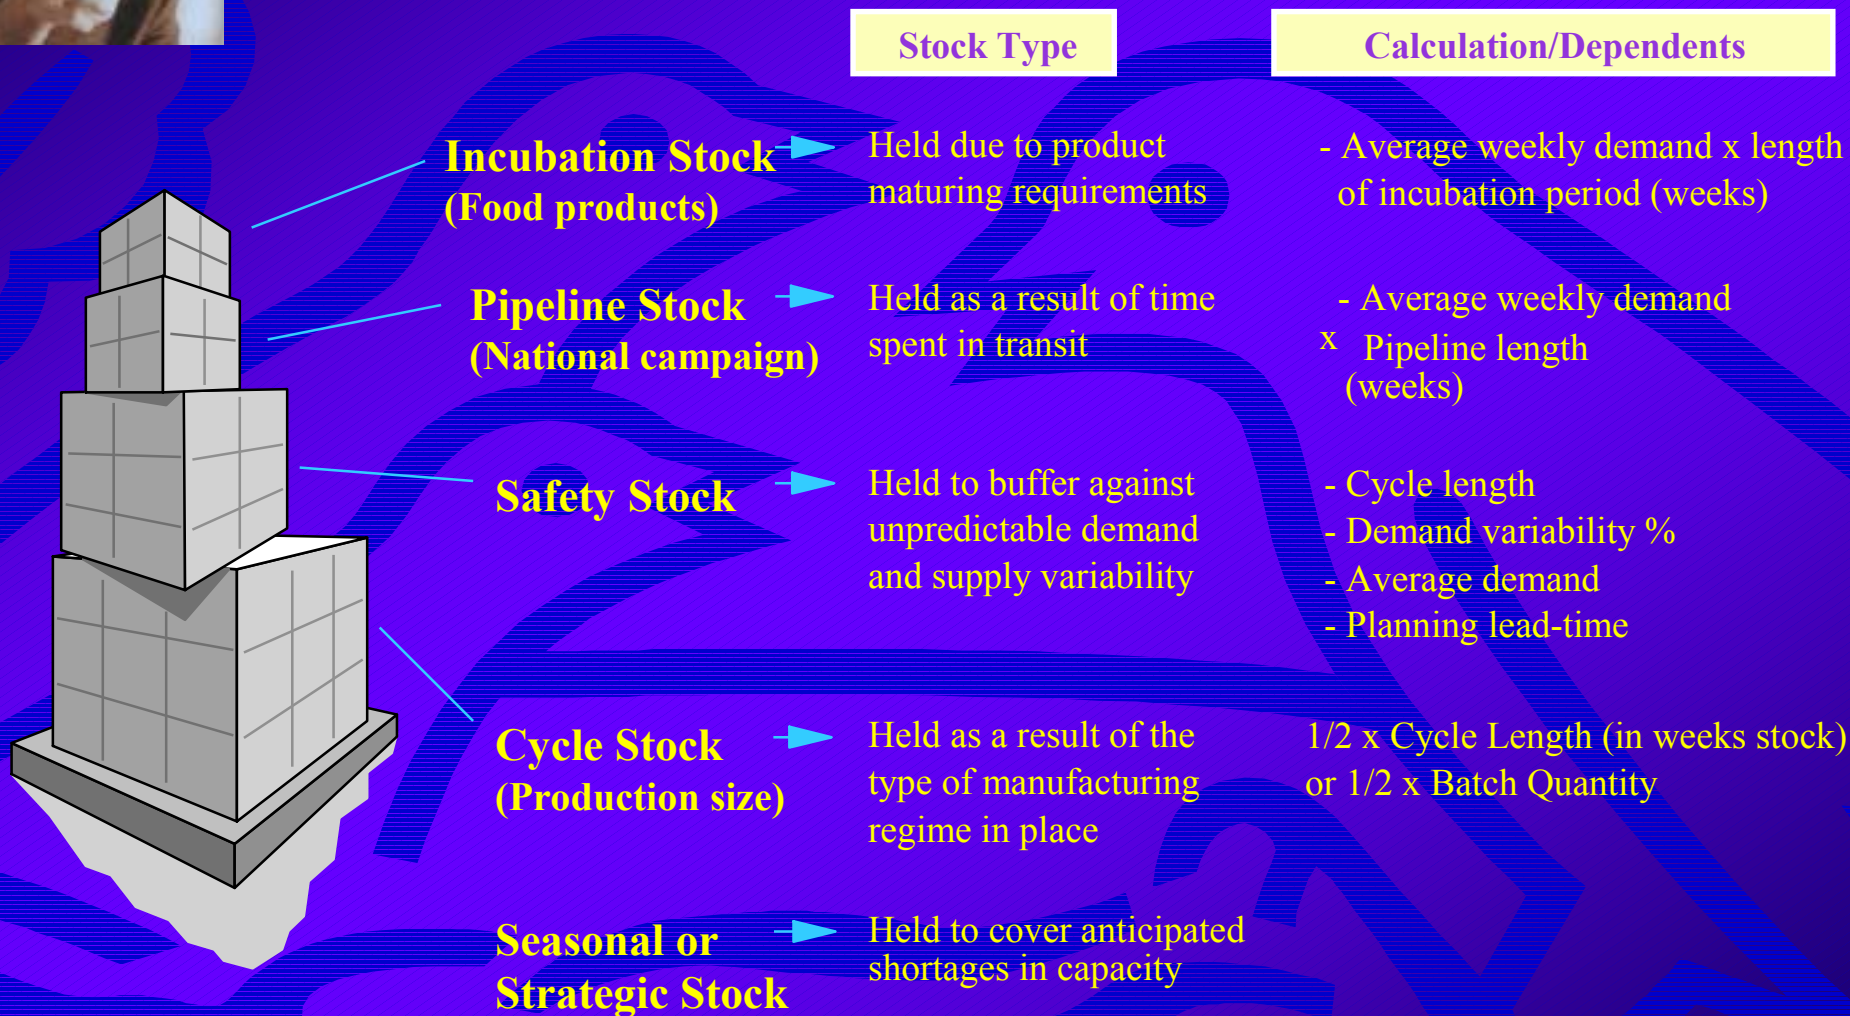 Stock Type
Calculation/Dependents
Incubation Stock
(Food products)
Held due to product
maturing requirements
- Average weekly demand x length
of incubation period (weeks)
Pipeline Stock
(National campaign)
Held as a result of time
spent in transit
- Average weekly demand
x Pipeline length
(weeks)
Safety Stock
Held to buffer against
unpredictable demand
and supply variability
- Cycle length
- Demand variability %
- Average demand
- Planning lead-time
Cycle Stock
(Production size)
Held as a result of the
type of manufacturing
regime in place
1/2 x Cycle Length (in weeks stock)
or 1/2 x Batch Quantity
Seasonal or
Strategic Stock
Held to cover anticipated
shortages in capacity